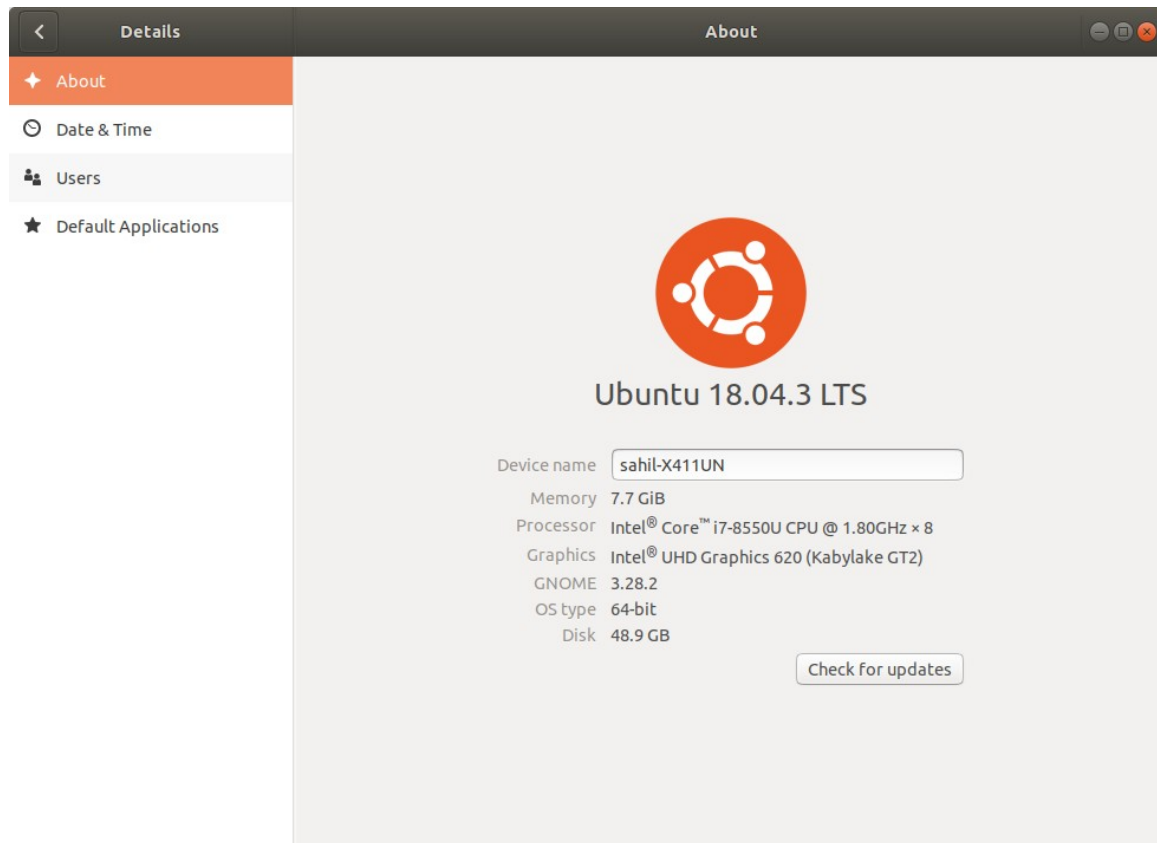 Details
About
About
Date & Time
Users
Default Applications
Ubuntu 18.04.3 LTS
Device name sahil-X411UN
Memory 7.7 GiB
Processor Intel® Core™ i7-8550U CPU @ 1.80GHz × 8
Graphics Intel® UHD Graphics 620 (Kabylake GT2)
GNOME 3.28.2
OS type 64-bit
Disk 48.9 GB
Check for updates